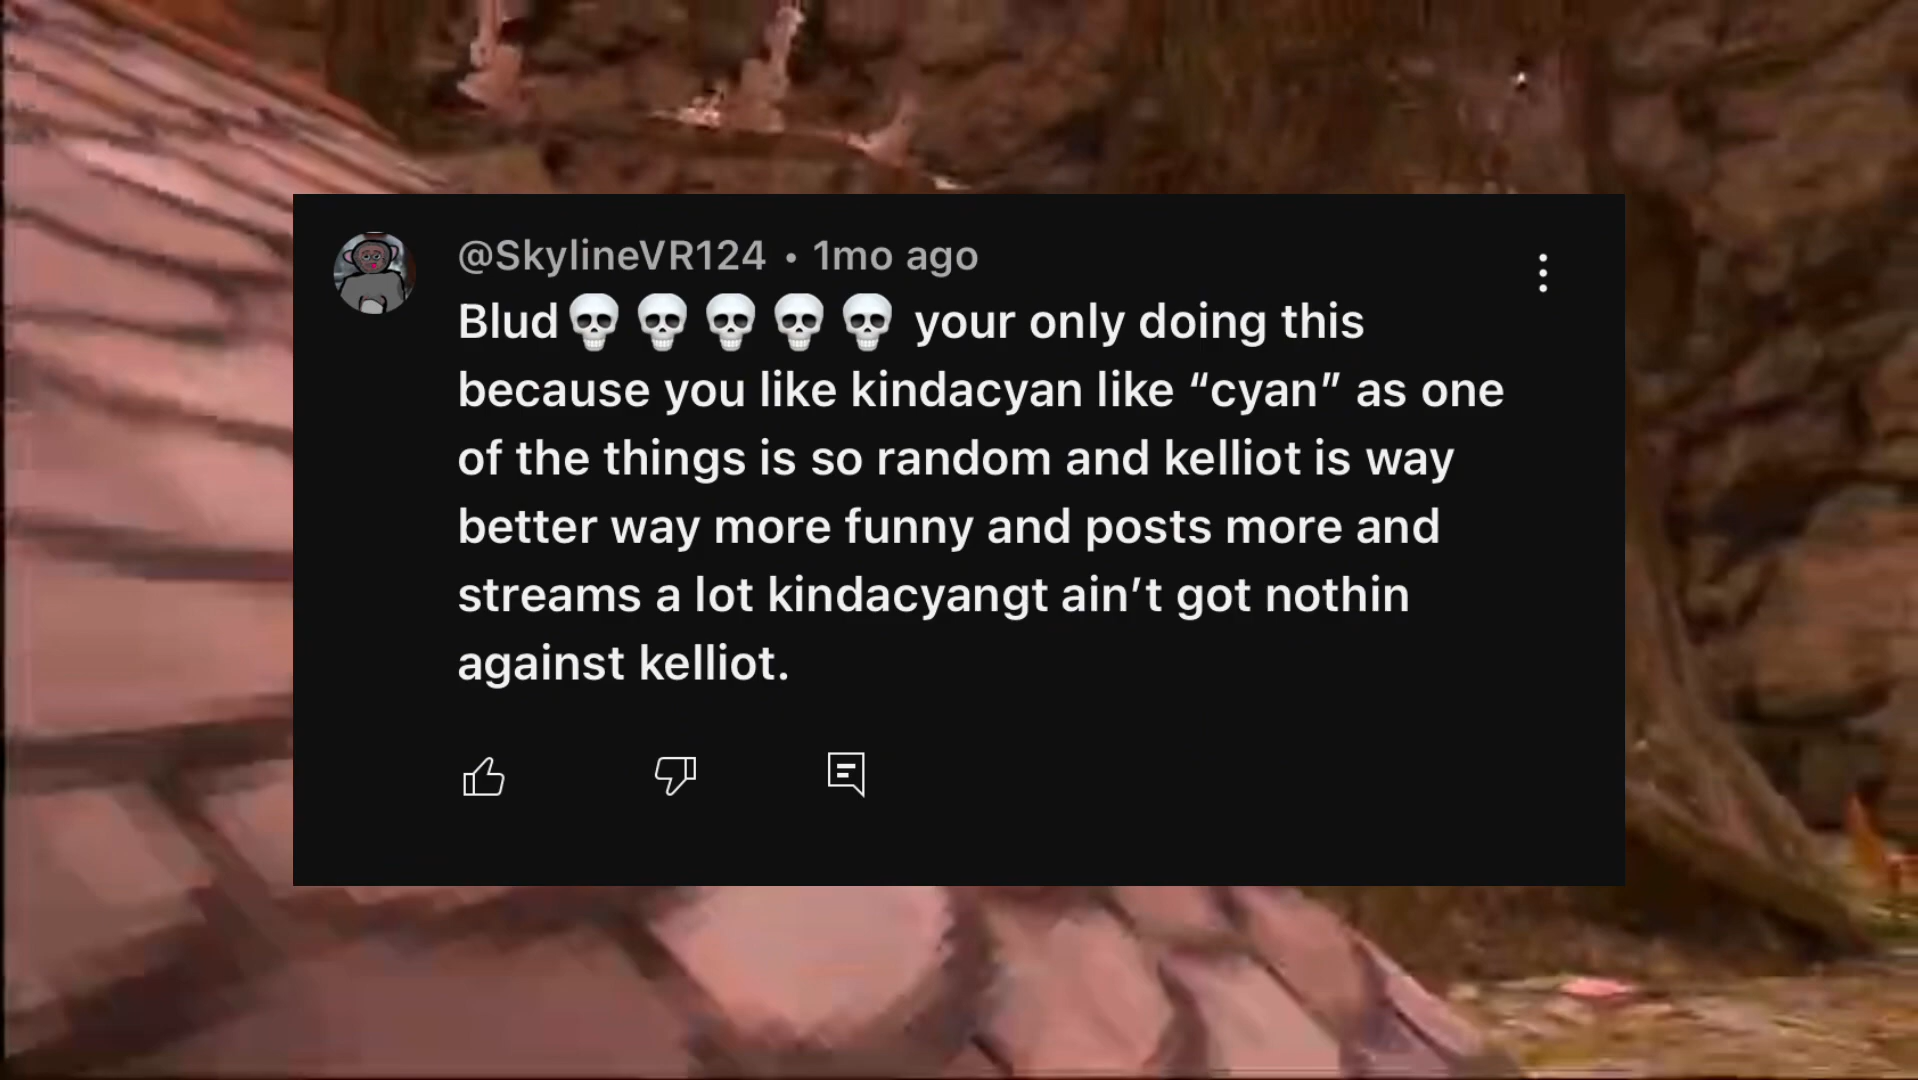 @SkylineVR124 • 1mo ago
Blud💀💀💀💀💀 your only doing this
because you like kindacyan like “cyan” as one
of the things is so random and kelliot is way
better way more funny and posts more and
streams a lot kindacyangt ain’t got nothin
against kelliot.